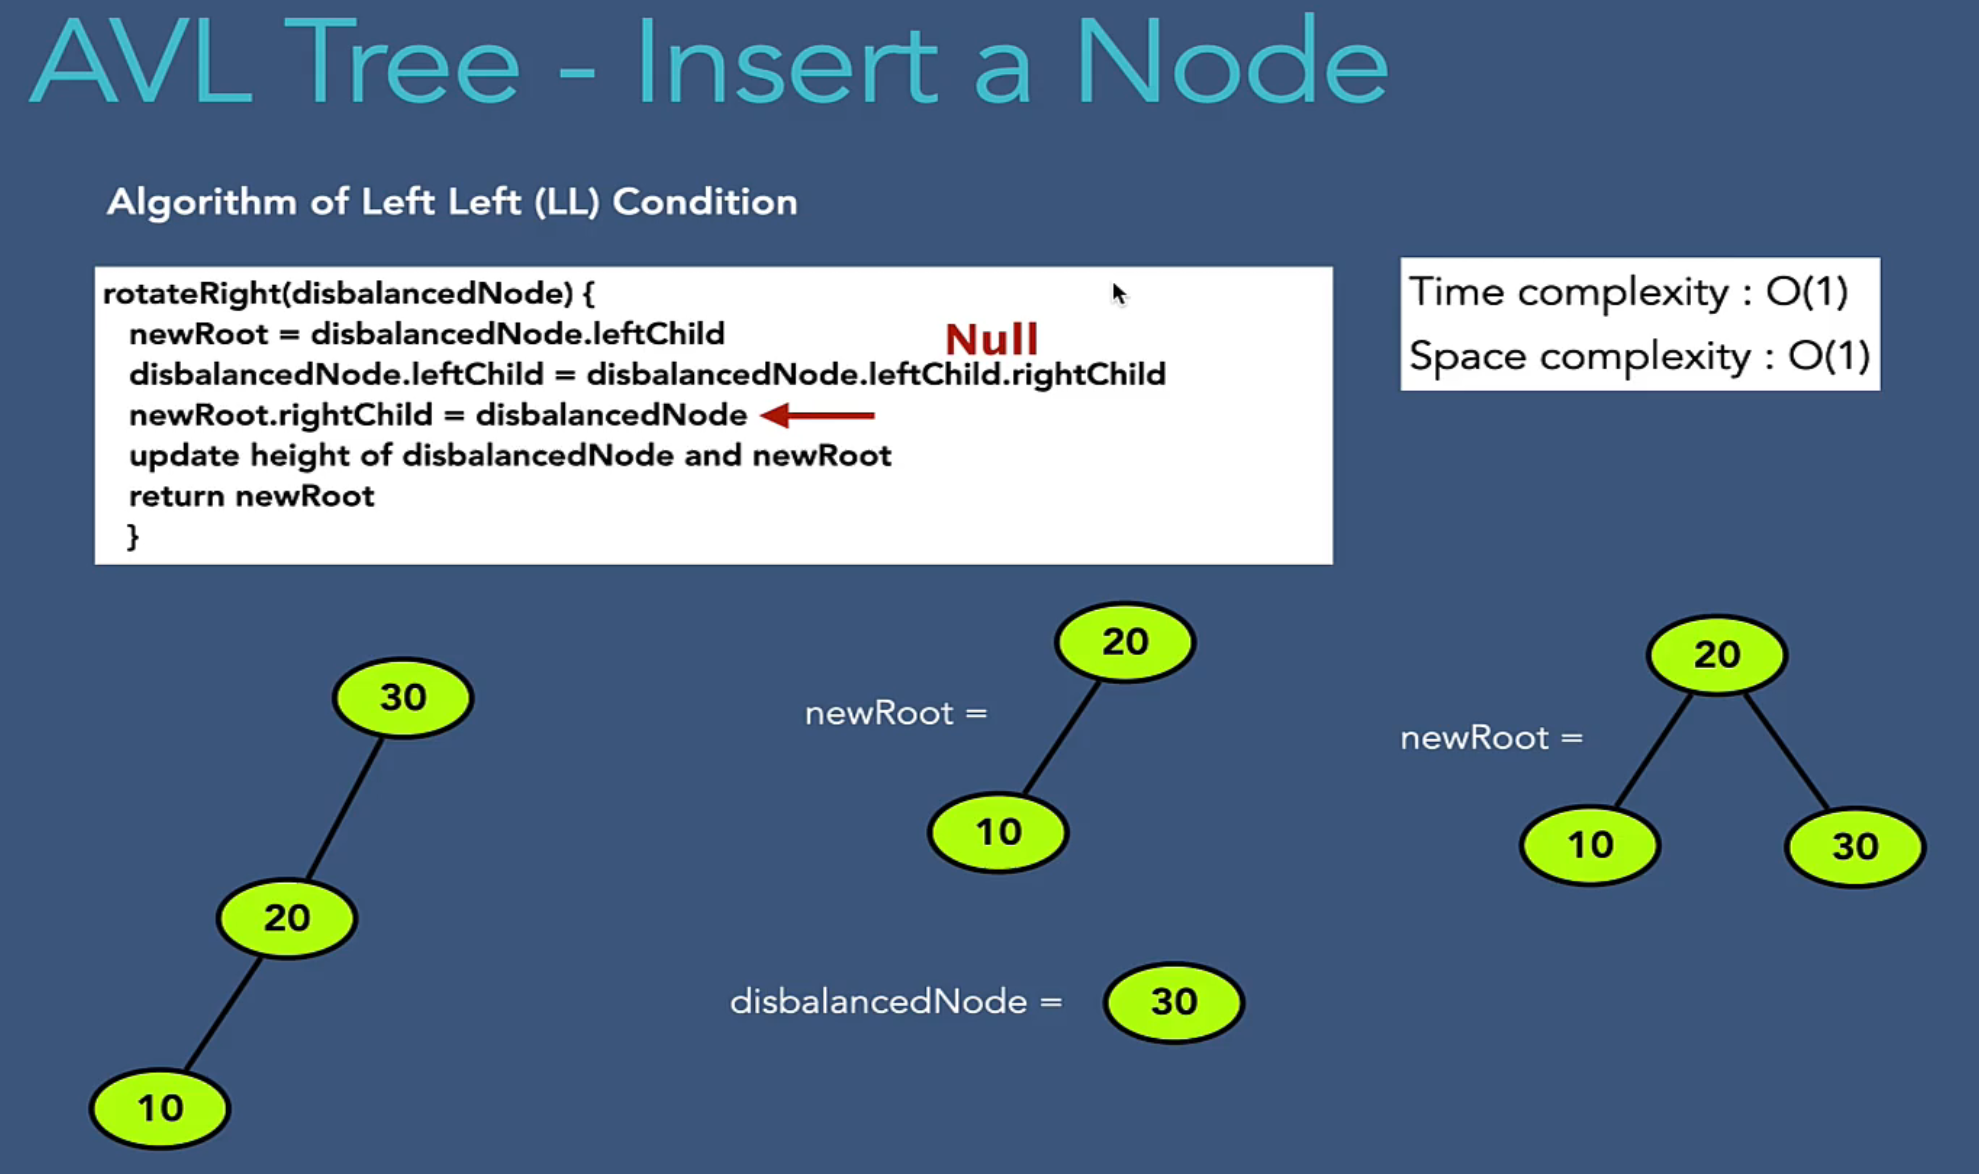 AVL Tree - Insert a Node
Algorithm of Left Left (LL) Condition
rotateRight(disbalancedNode) {
newRoot = disbalancedNode.leftChild
Null
disbalancedNode.leftChild = disbalancedNode.leftChild.rightChild
newRoot.rightChild = disbalancedNode
update height of disbalancedNode and newRoot
return newRoot
}
Time complexity : O(1)
Space complexity : O(1)
30
20
10
newRoot =
20
10
disbalancedNode =
30
newRoot =
20
10
30